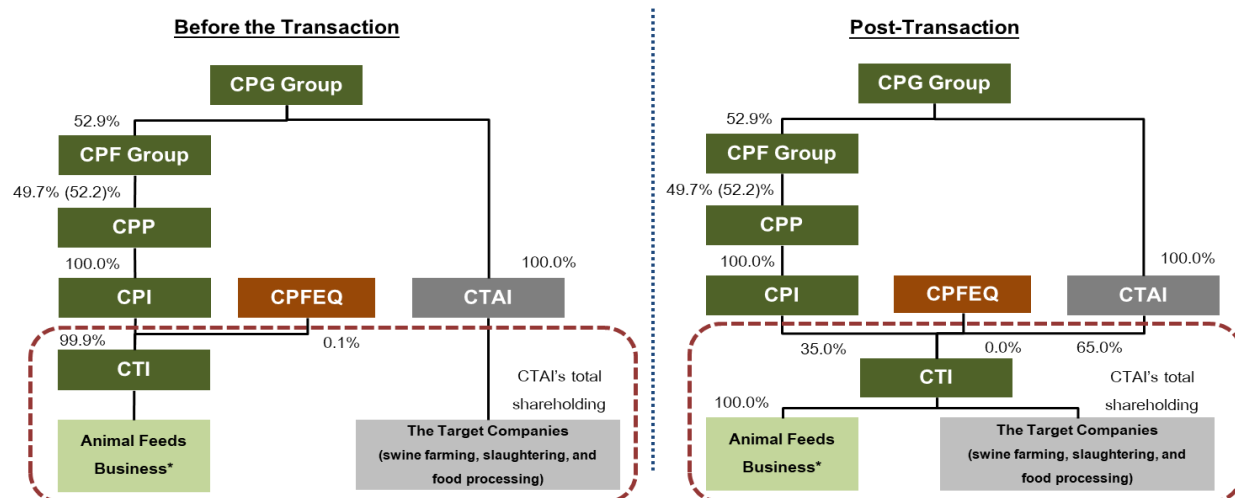 Before the Transaction
CPG Group
52.9%
CPF Group
49.7% (52.2)%
CPP
100.0%
100.0%
CPI
CPFEQ
CTAI
99.9%
0.1%
CTI
CTAI's total
shareholding
Animal Feeds
Business*
The Target Companies
(swine farming, slaughtering, and
food processing)
Post-Transaction
CPG Group
52.9%
CPF Group
49.7% (52.2)%
CPP
100.0%
100.0%
CPI
CPFEQ
CTAI
35.0%
0.0%
65.0%
CTI
CTAI's total
shareholding
100.0%
Animal Feeds
Business*
The Target Companies
(swine farming, slaughtering, and
food processing)